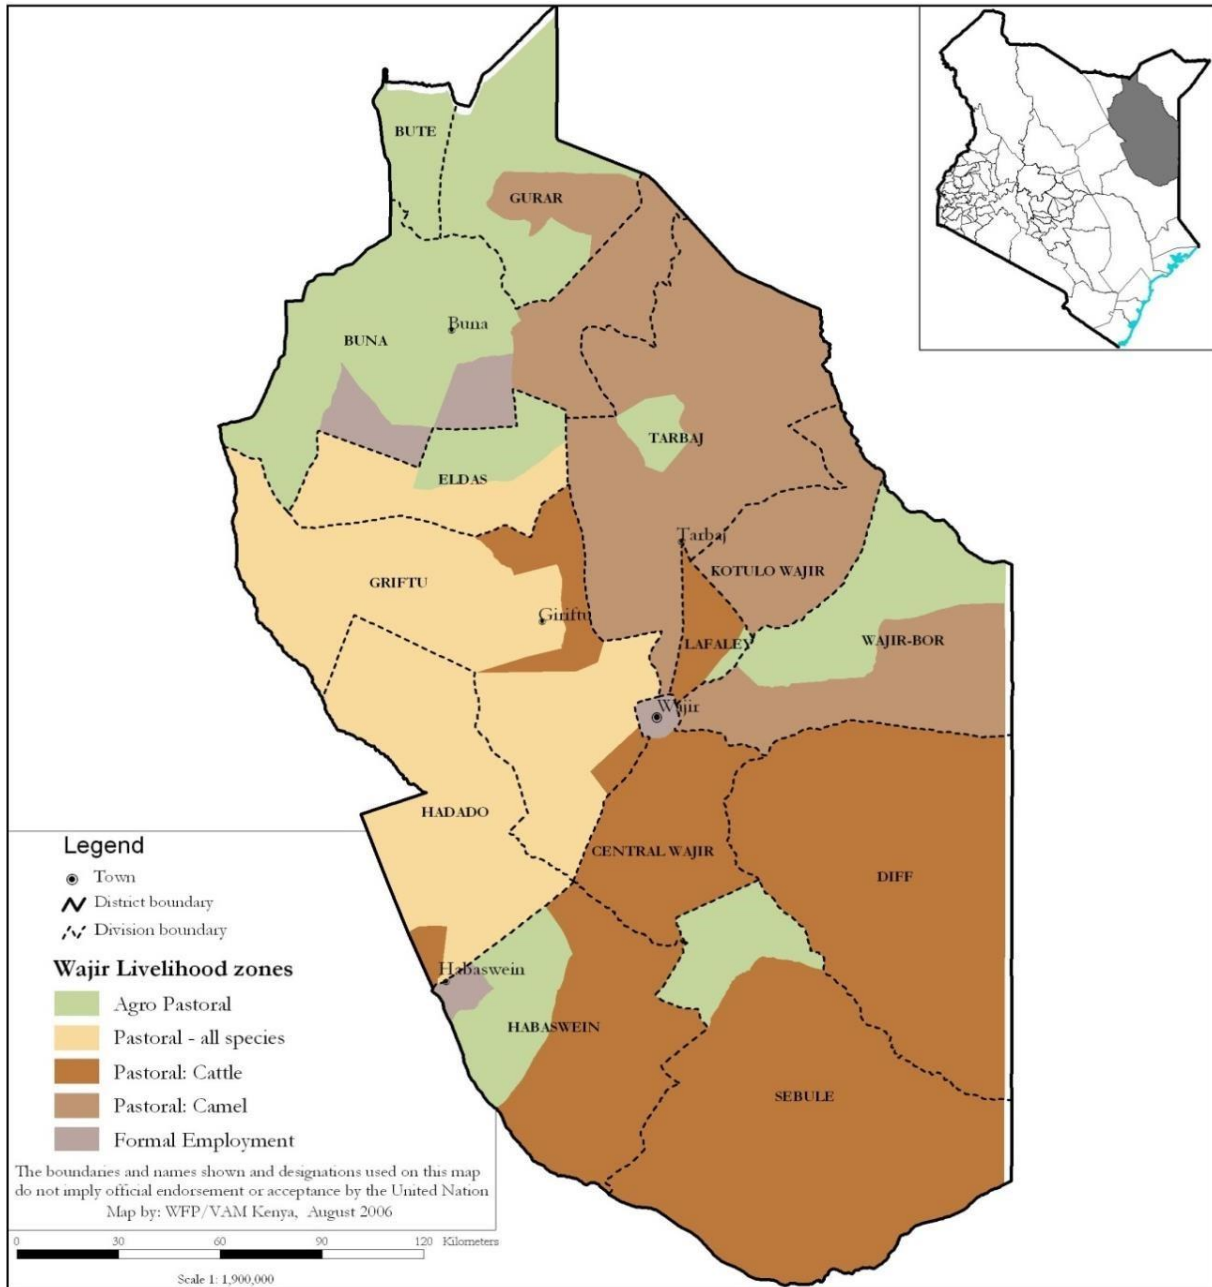 BUTE
GURAR
Buna
BUNA
TARBAJ
ELDAS
Tarbaj
KOTULO WAJIR
GRIFTU
Giriftu
LAFALEY
WAJIR-BOR
Wajir
HADADO
CENTRAL WAJIR
DIFF
Habaswein
HABASWEIN
SEBULE
Legend
Town
District boundary
Division boundary
Wajir Livelihood zones
Agro Pastoral
Pastoral - all species
Pastoral: Cattle
Pastoral: Camel
Formal Employment
The boundaries and names shown and designations used on this map
do not imply official endorsement or acceptance by the United Nation
Map by: WFP/VAM Kenya, August 2006
0 30 60 90 120 Kilometers
Scale 1: 1,900,000